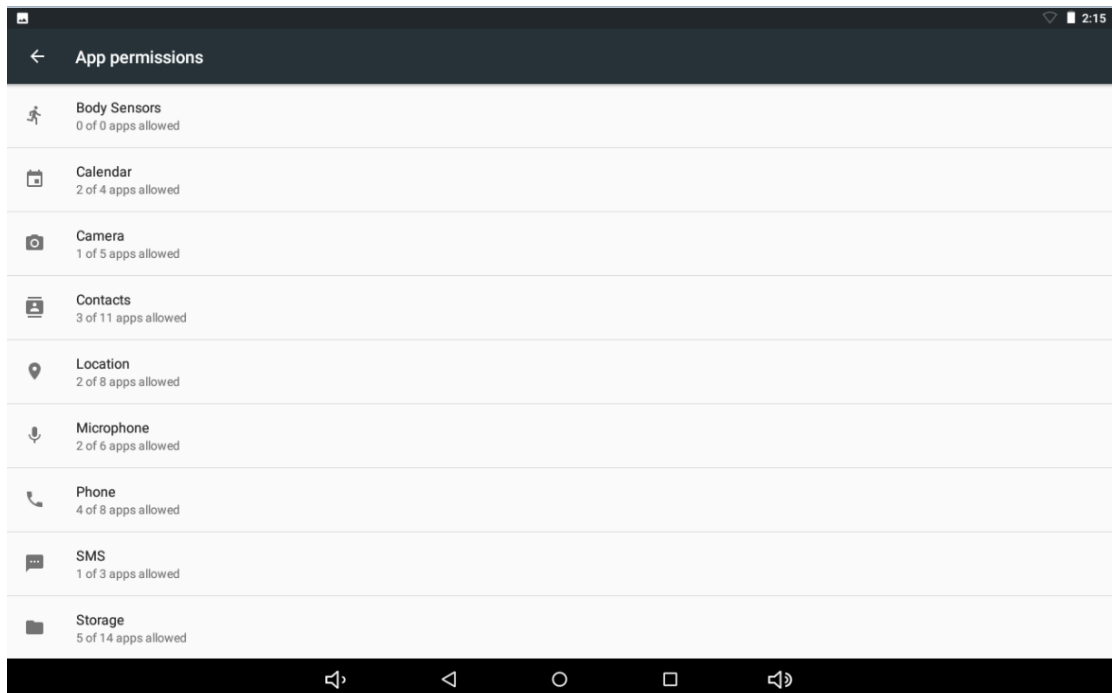 2:15
App permissions
Body Sensors
0 of 0 apps allowed
Calendar
2 of 4 apps allowed
Camera
1 of 5 apps allowed
Contacts
3 of 11 apps allowed
Location
2 of 8 apps allowed
Microphone
2 of 6 apps allowed
Phone
4 of 8 apps allowed
SMS
1 of 3 apps allowed
Storage
5 of 14 apps allowed